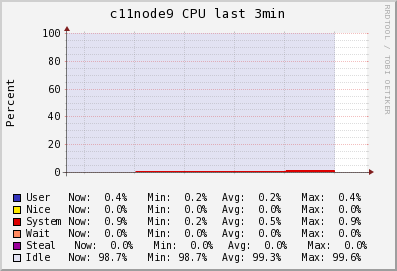 c11node9 CPU last 3min
RRDTOOL / TOBI OETIKER
Percent
100
80
60
40
20
0
User Now: 0.4% Min: 0.2% Avg: 0.2% Max: 0.4%
Nice Now: 0.0% Min: 0.0% Avg: 0.0% Max: 0.0%
System Now: 0.9% Min: 0.2% Avg: 0.5% Max: 0.9%
Wait Now: 0.0% Min: 0.0% Avg: 0.0% Max: 0.0%
Steal Now: 0.0% Min: 0.0% Avg: 0.0% Max: 0.0%
Idle Now: 98.7% Min: 98.7% Avg: 99.3% Max: 99.6%